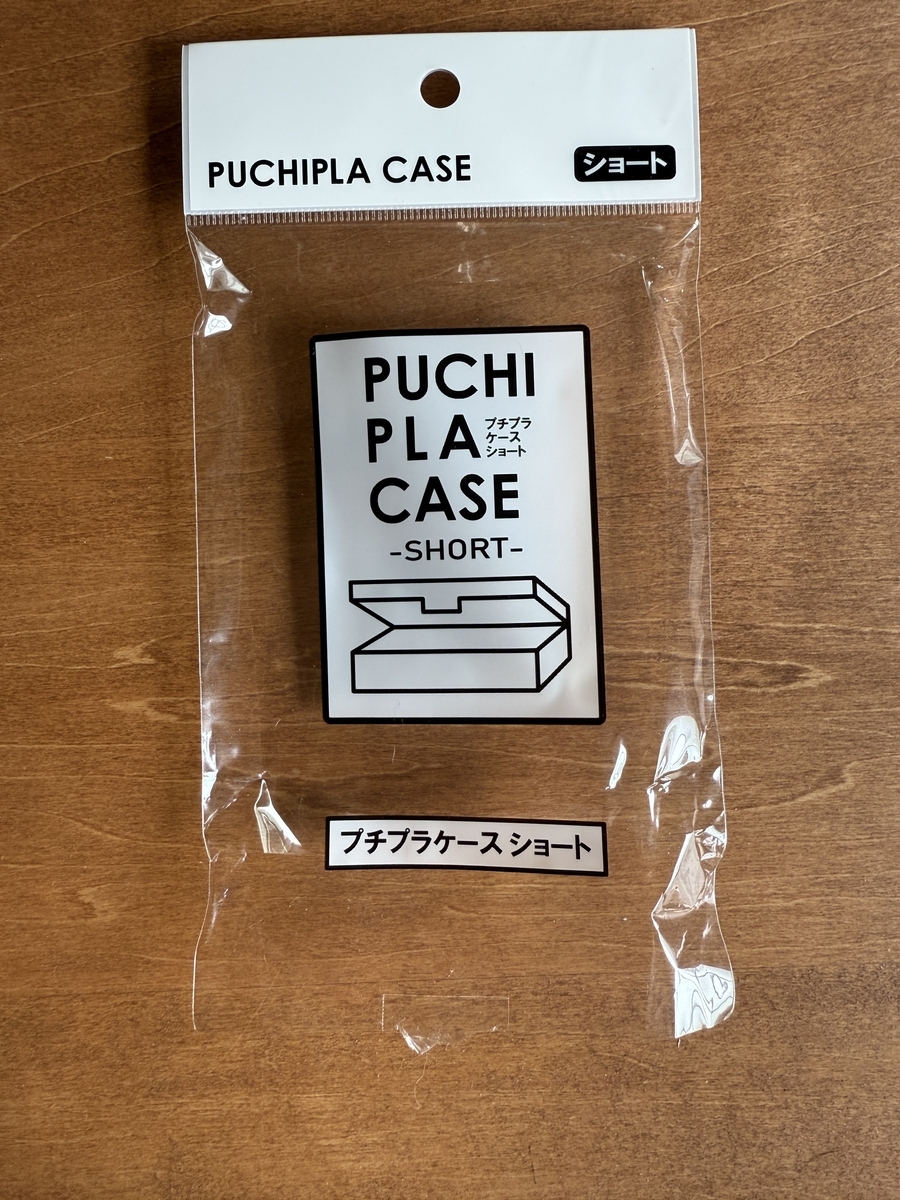 PUCHIPLA CASE
ショート
PUCHI
PLA
プチプラ
ケース
ショート
CASE
-SHORT-
プチプラケース ショート